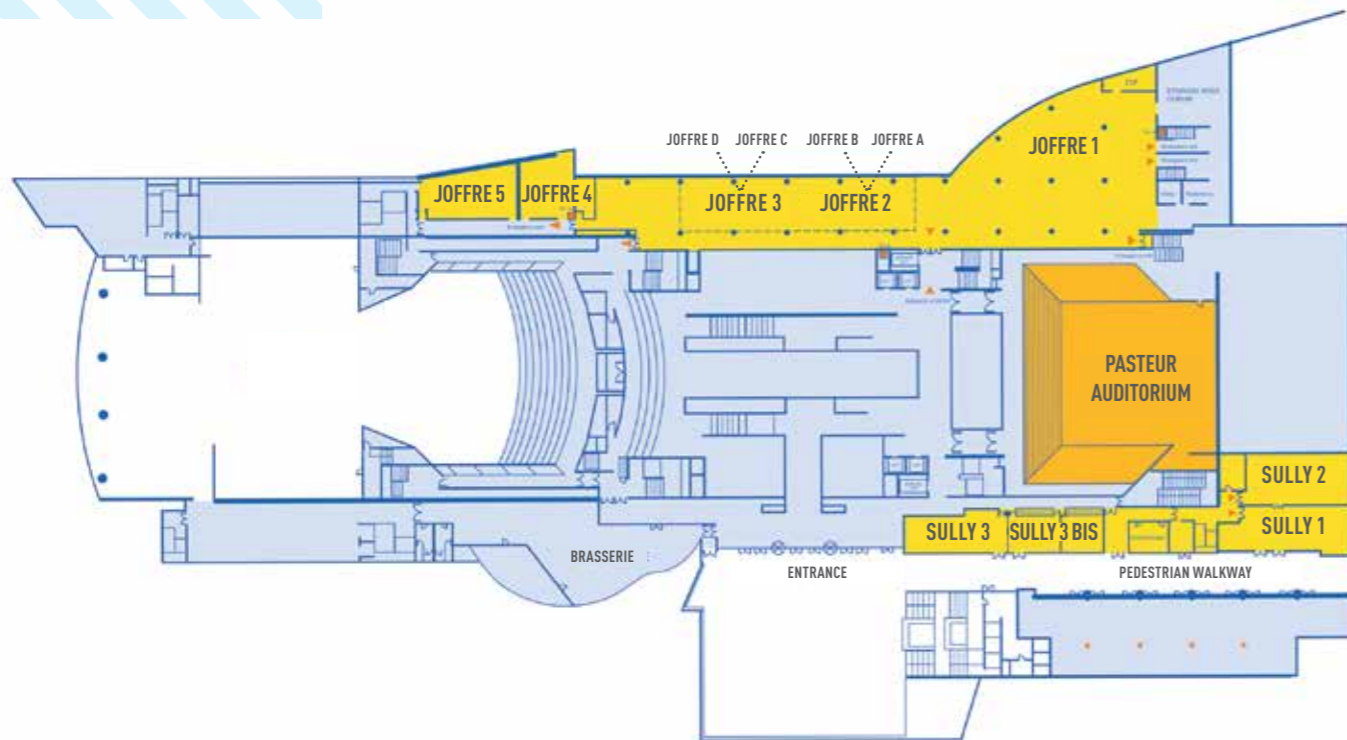 JOFFRE D
JOFFRE C
JOFFRE B
JOFFRE A
JOFFRE 1
JOFFRE 5
JOFFRE 4
JOFFRE 3
JOFFRE 2
PASTEUR
AUDITORIUM
SULLY 2
SULLY 3
SULLY 3 BIS
SULLY 1
BRASSERIE
ENTRANCE
PEDESTRIAN WALKWAY